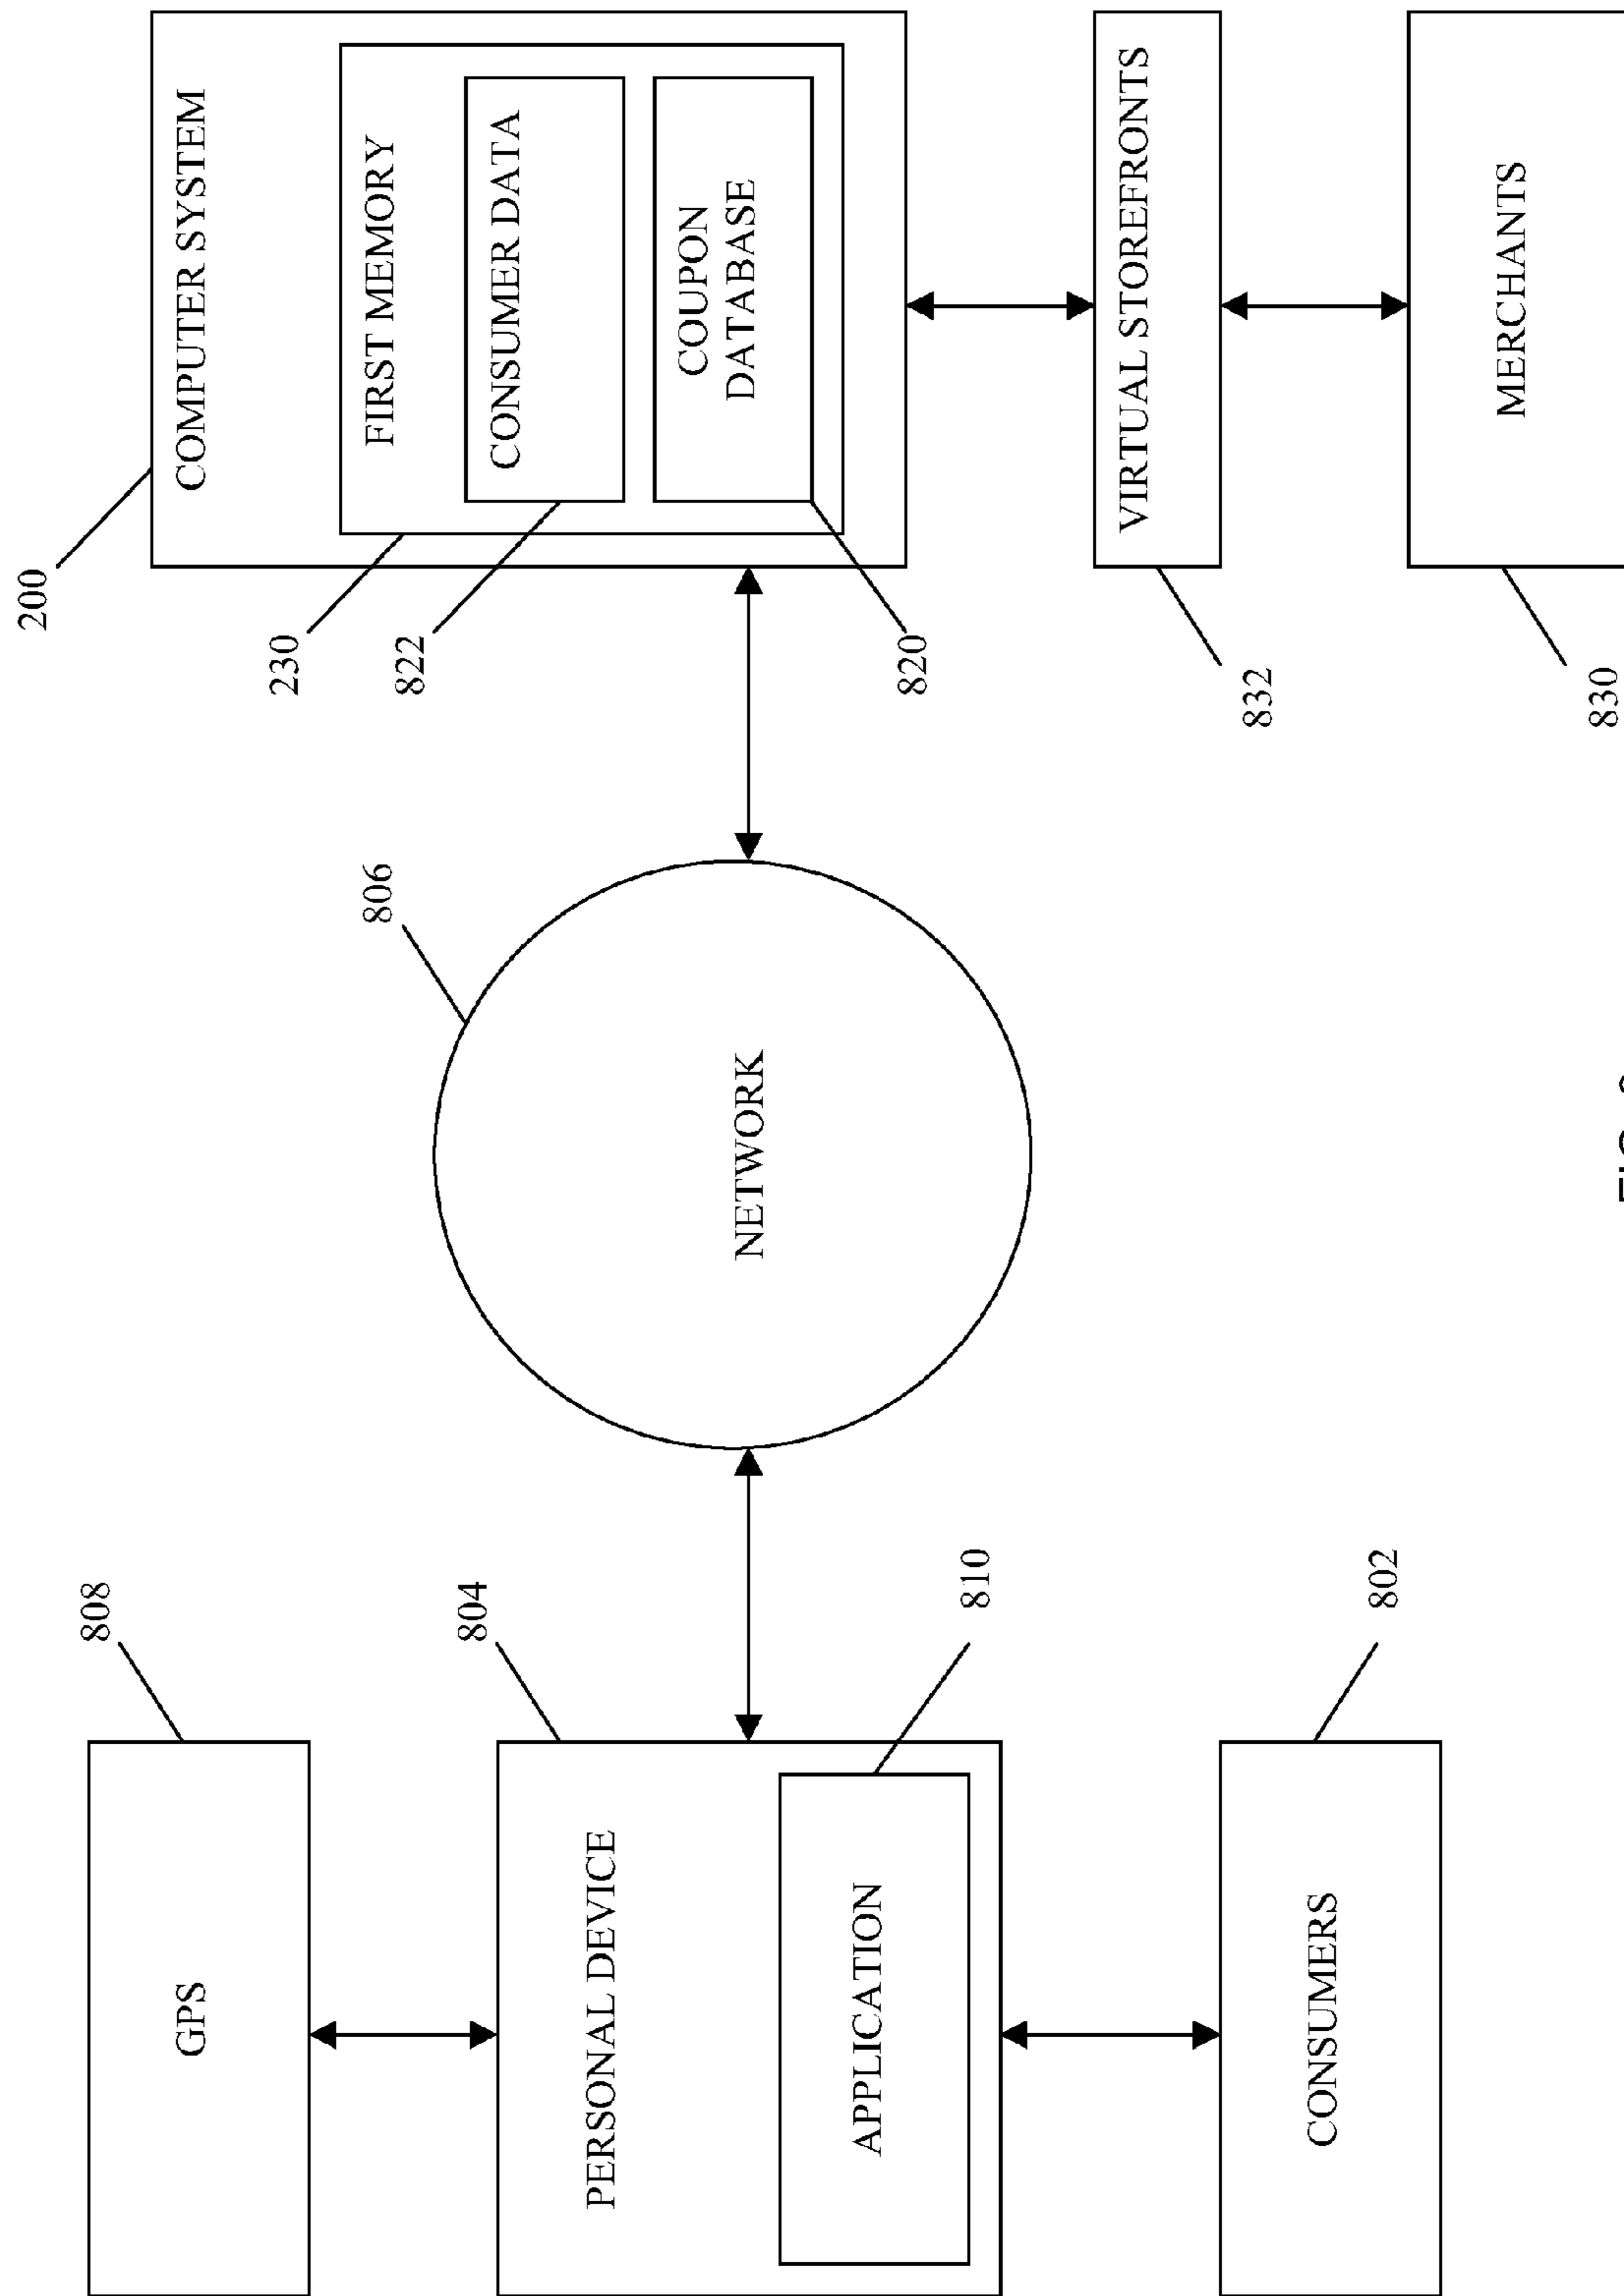 200
808
GPS
COMPUTER SYSTEM
230
806
FIRST MEMORY
822
804
CONSUMER DATA
PERSONAL DEVICE
COUPON
DATABASE
NETWORK
APPLICATION
820
810
VIRTUAL STOREFRONTS
832
CONSUMERS
802
MERCHANTS
830
FIG.